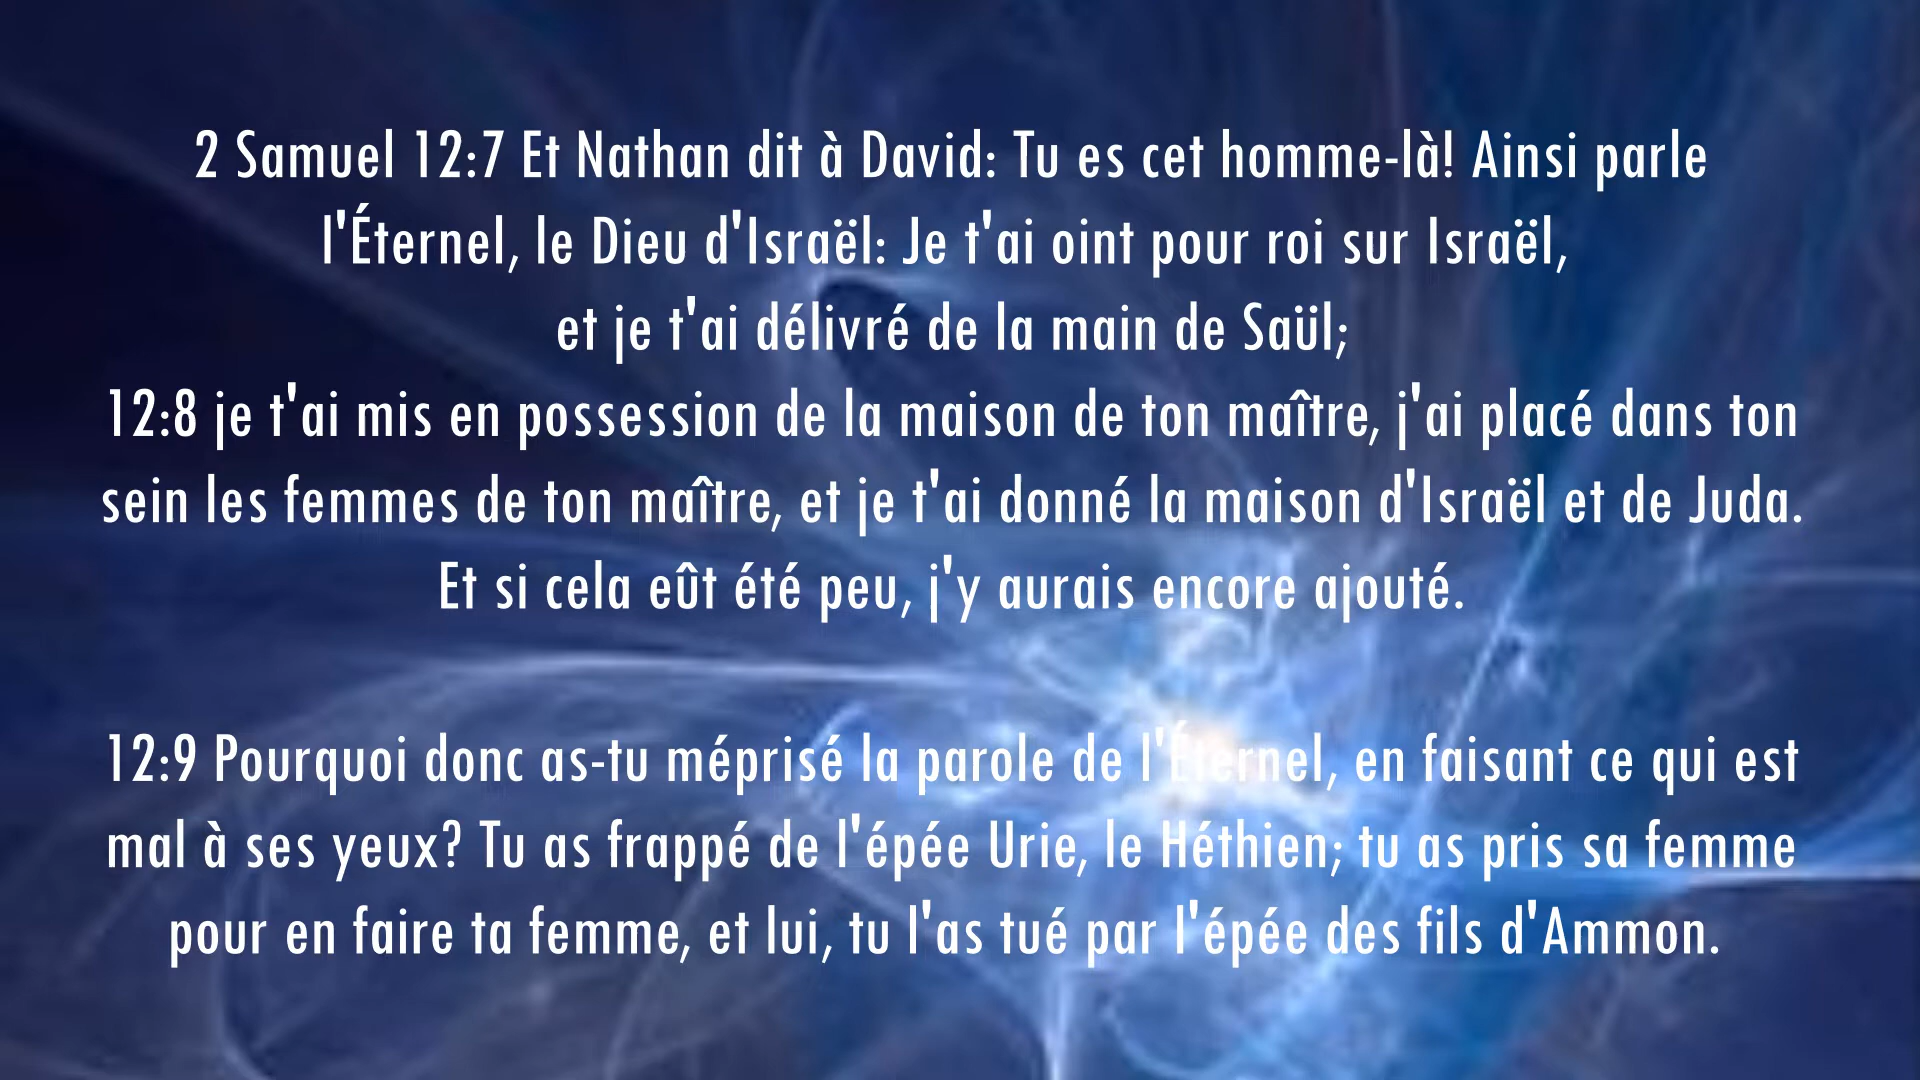 2 Samuel 12:7 Et Nathan dit à David: Tu es cet homme-là! Ainsi parle
l'Éternel, le Dieu d'Israël: Je t'ai oint pour roi sur Israël,
et je t'ai délivré de la main de Saül;
12:8 je t'ai mis en possession de la maison de ton maître, j'ai placé dans ton
sein les femmes de ton maître, et je t'ai donné la maison d'Israël et de Juda.
Et si cela eût été peu, j'y aurais encore ajouté.
12:9 Pourquoi donc as-tu méprisé la parole de l'Éternel, en faisant ce qui est
mal à ses yeux? Tu as frappé de l'épée Urie, le Héthien; tu as pris sa femme
pour en faire ta femme, et lui, tu l'as tué par l'épée des fils d'Ammon.